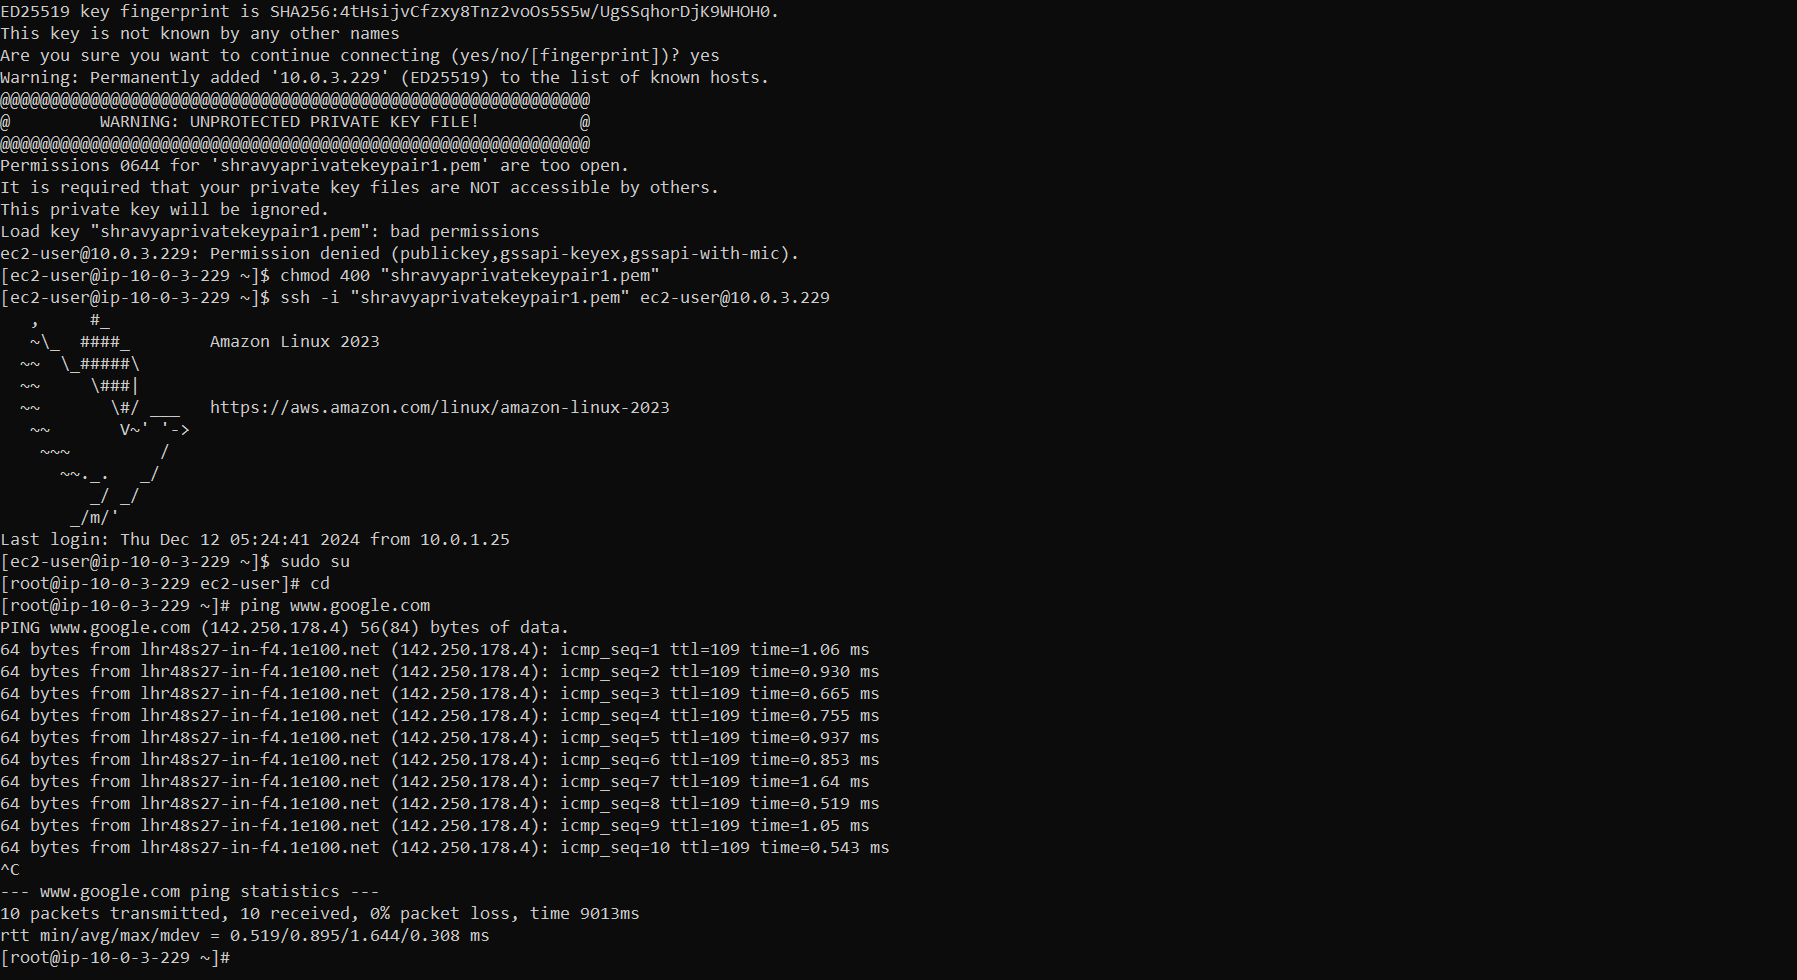 ED25519 key fingerprint is SHA256:4tHsijvCfzxy8Tnz2voOs5S5w/UgSSqhorDjK9WHOH0.
This key is not known by any other names
Are you sure you want to continue connecting (yes/no/[fingerprint])? yes
Warning: Permanently added '10.0.3.229' (ED25519) to the list of known hosts.
@@@@@@@@@@@@@@@@@@@@@@@@@@@@@@@@@@@@@@@@@@@@@@@@@@@@@@@@@@@
@         WARNING: UNPROTECTED PRIVATE KEY FILE!          @
@@@@@@@@@@@@@@@@@@@@@@@@@@@@@@@@@@@@@@@@@@@@@@@@@@@@@@@@@@@
Permissions 0644 for 'shravyaprivatekeypair1.pem' are too open.
It is required that your private key files are NOT accessible by others.
This private key will be ignored.
Load key "shravyaprivatekeypair1.pem": bad permissions
ec2-user@10.0.3.229: Permission denied (publickey,gssapi-keyex,gssapi-with-mic).
[ec2-user@ip-10-0-3-229 ~]$ chmod 400 "shravyaprivatekeypair1.pem"
[ec2-user@ip-10-0-3-229 ~]$ ssh -i "shravyaprivatekeypair1.pem" ec2-user@10.0.3.229
   ,     #_
   ~\_  ####_        Amazon Linux 2023
  ~~  \_#####\
  ~~     \###|
  ~~       \#/ ___   https://aws.amazon.com/linux/amazon-linux-2023
   ~~       V~' '->
    ~~~         /
      ~~._.   _/
         _/ _/
       _/m/'
Last login: Thu Dec 12 05:24:41 2024 from 10.0.1.25
[ec2-user@ip-10-0-3-229 ~]$ sudo su
[root@ip-10-0-3-229 ec2-user]# cd
[root@ip-10-0-3-229 ~]# ping www.google.com
PING www.google.com (142.250.178.4) 56(84) bytes of data.
64 bytes from lhr48s27-in-f4.1e100.net (142.250.178.4): icmp_seq=1 ttl=109 time=1.06 ms
64 bytes from lhr48s27-in-f4.1e100.net (142.250.178.4): icmp_seq=2 ttl=109 time=0.930 ms
64 bytes from lhr48s27-in-f4.1e100.net (142.250.178.4): icmp_seq=3 ttl=109 time=0.665 ms
64 bytes from lhr48s27-in-f4.1e100.net (142.250.178.4): icmp_seq=4 ttl=109 time=0.755 ms
64 bytes from lhr48s27-in-f4.1e100.net (142.250.178.4): icmp_seq=5 ttl=109 time=0.937 ms
64 bytes from lhr48s27-in-f4.1e100.net (142.250.178.4): icmp_seq=6 ttl=109 time=0.853 ms
64 bytes from lhr48s27-in-f4.1e100.net (142.250.178.4): icmp_seq=7 ttl=109 time=1.64 ms
64 bytes from lhr48s27-in-f4.1e100.net (142.250.178.4): icmp_seq=8 ttl=109 time=0.519 ms
64 bytes from lhr48s27-in-f4.1e100.net (142.250.178.4): icmp_seq=9 ttl=109 time=1.05 ms
64 bytes from lhr48s27-in-f4.1e100.net (142.250.178.4): icmp_seq=10 ttl=109 time=0.543 ms
^C
--- www.google.com ping statistics ---
10 packets transmitted, 10 received, 0% packet loss, time 9013ms
rtt min/avg/max/mdev = 0.519/0.895/1.644/0.308 ms
[root@ip-10-0-3-229 ~]#